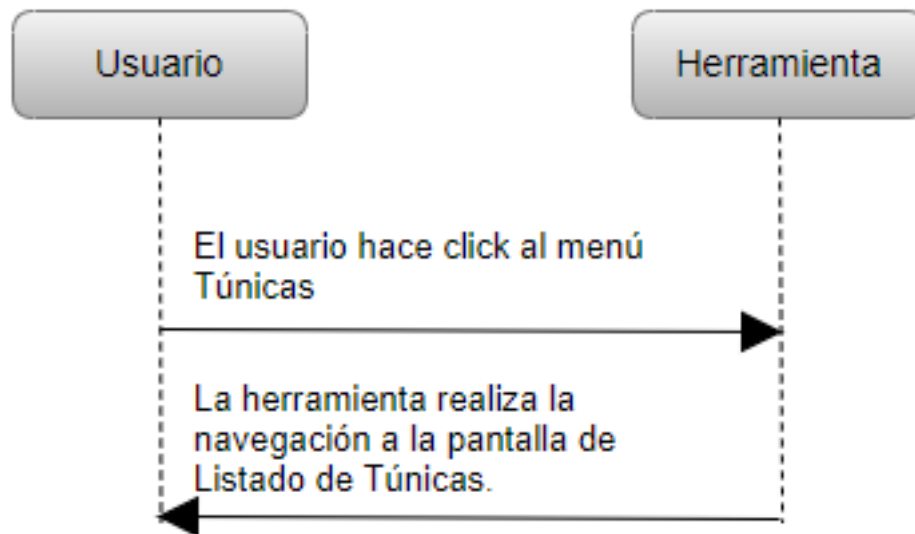 Usuario
Herramienta
El usuario hace click al menú
Túnicas
La herramienta realiza la
navegación a la pantalla de
Listado de Túnicas.